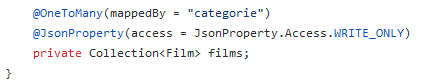 @OneToMany(mappedBy = "categorie")
@JsonProperty(access = JsonProperty.Access.WRITE_ONLY)
private Collection<Film> films;
}